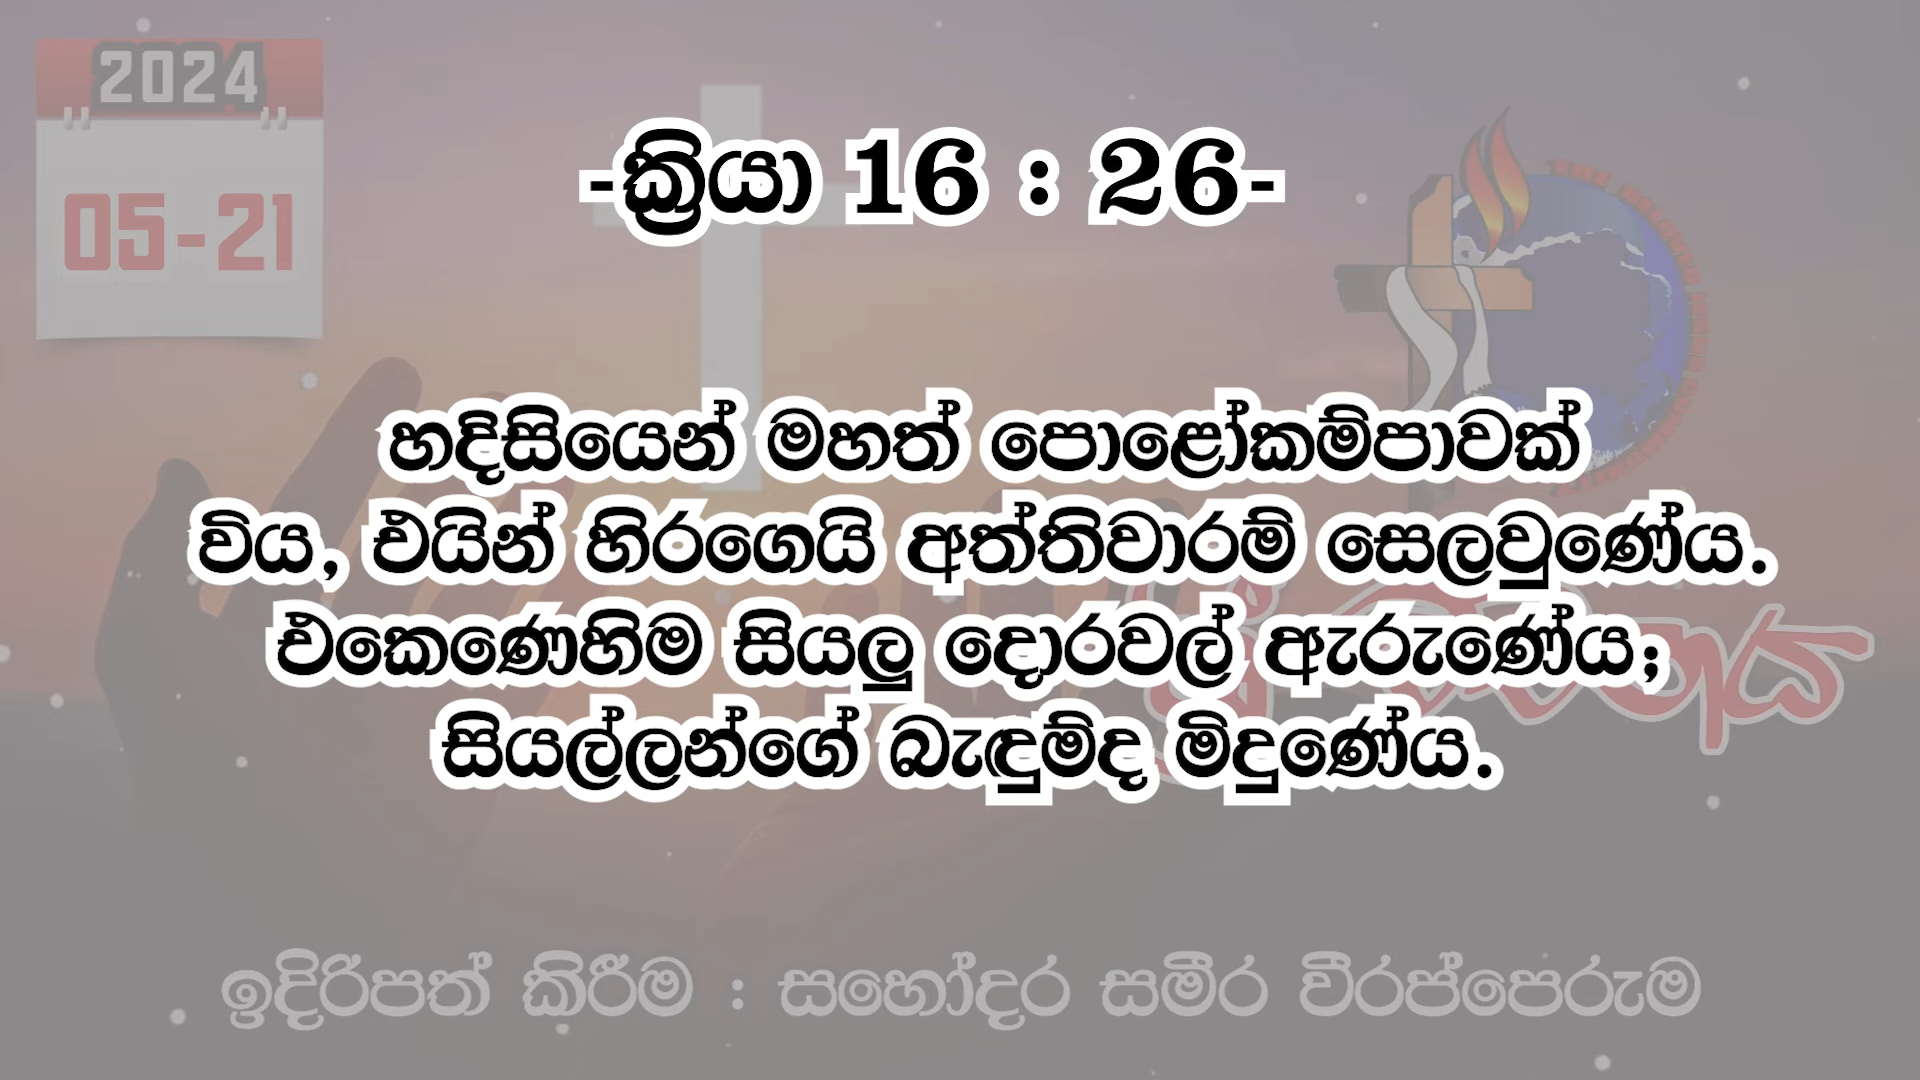 2024
05-21
-ක්‍රියා 16 : 26-
හදිසියෙන් මහත් පොළෝකම්පාවක්
විය, එයින් හිරගෙයි අත්තිවාරම් සෙලවුණේය.
එකෙණෙහිම සියලු දොරවල් ඇරුණේය;
සියල්ලන්ගේ බැඳුම්ද මිදුණේය.
ඉදිරිපත් කිරීම : සහෝදර සමීර වීරප්පෙරුම